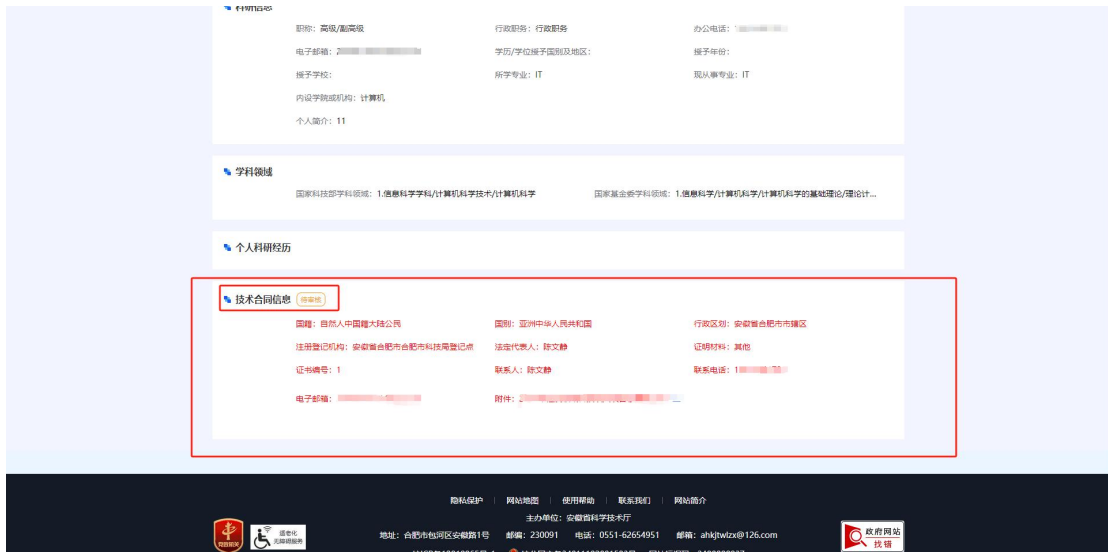 科研信息
职称：高级/副高级 行政职务：行政职务 办公电话：
电子邮箱： 学历/学位授予国别及地区： 授予年份：
授予学校： 所学专业：IT 现从事专业：IT
内设学院或机构：计算机
个人简介：11
学科领域
国家科技部学科领域：1.信息科学学科/计算机科学技术/计算机科学 国家基金委学科领域：1.信息科学/计算机科学/计算机科学的基础理论/理论计...
个人科研经历
技术合同信息 待审核
国籍：自然人中国籍大陆公民 国别：亚洲中华人民共和国 行政区划：安徽省合肥市市辖区
注册登记机构：安徽省合肥市合肥市科技局登记点 法定代表人：陈文静 证明材料：其他
证书编号：1 联系人：陈文静 联系电话：1
电子邮箱： 附件：
隐私保护 | 网站地图 | 使用帮助 | 联系我们 | 网站简介
主办单位：安徽省科学技术厅
地址：合肥市包河区安徽路1号 邮编：230091 电话：0551-62654951 邮箱：ahkjtwlzx@126.com
党政机关
适老化
无障碍服务
政府网站
找错